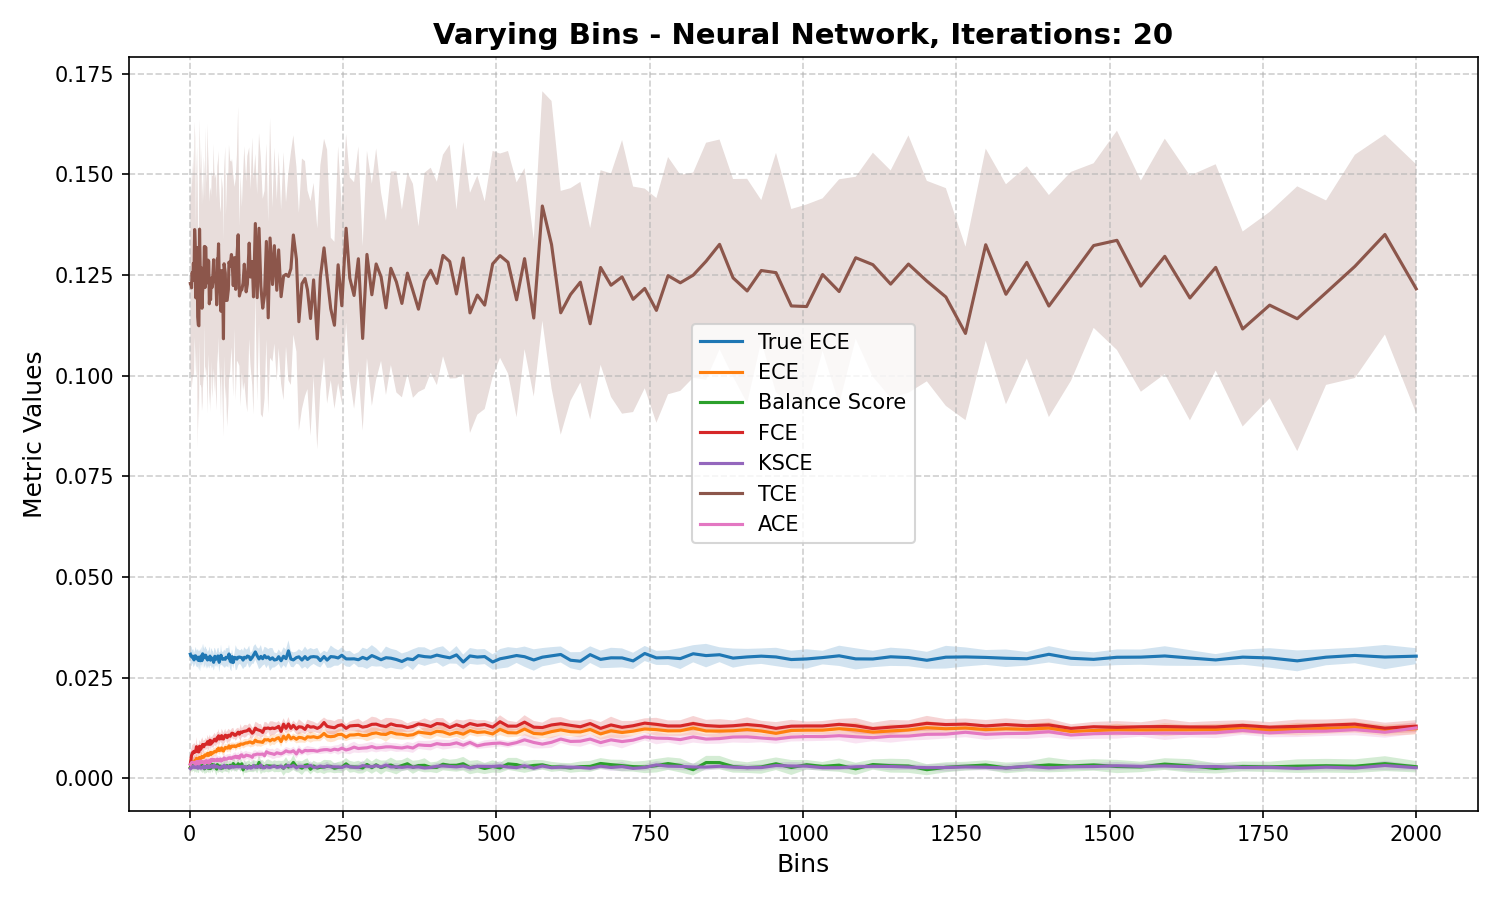 Varying Bins - Neural Network, Iterations: 20
Metric Values
0.175
0.150
0.125
0.100
0.075
0.050
0.025
0.000
True ECE
ECE
Balance Score
FCE
KSCE
TCE
ACE
0 250 500 750 1000 1250 1500 1750 2000
Bins